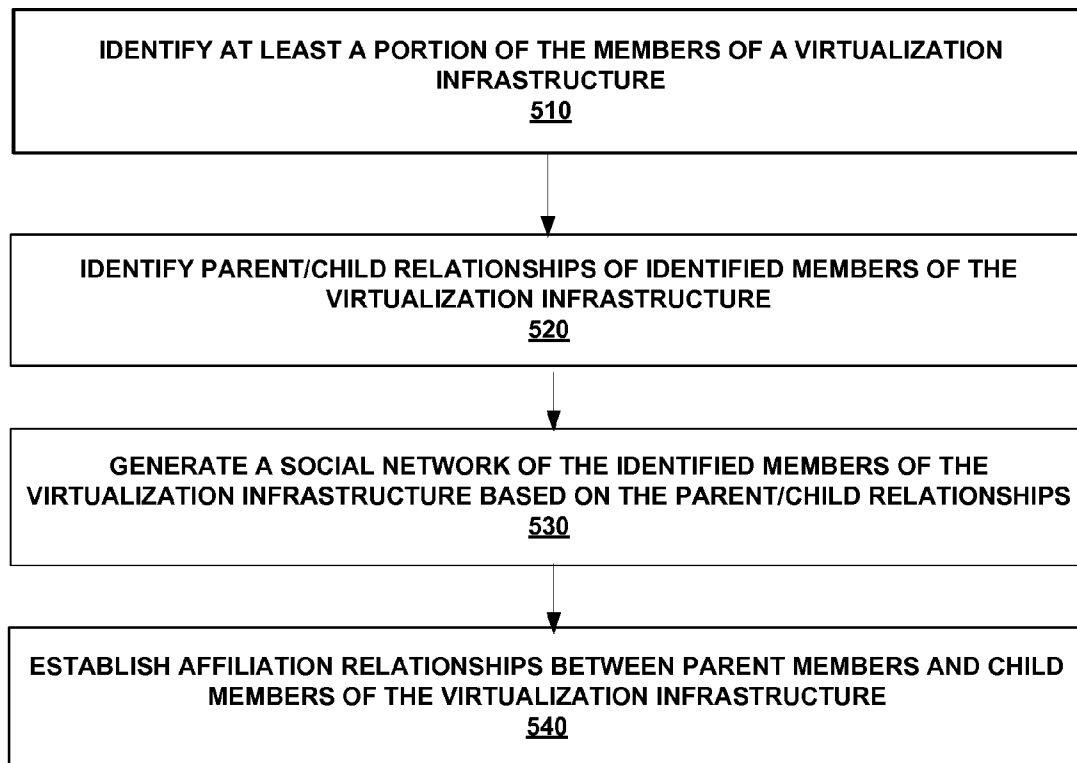 IDENTIFY AT LEAST A PORTION OF THE MEMBERS OF A VIRTUALIZATION
INFRASTRUCTURE
510
IDENTIFY PARENT/CHILD RELATIONSHIPS OF IDENTIFIED MEMBERS OF THE
VIRTUALIZATION INFRASTRUCTURE
520
GENERATE A SOCIAL NETWORK OF THE IDENTIFIED MEMBERS OF THE
VIRTUALIZATION INFRASTRUCTURE BASED ON THE PARENT/CHILD RELATIONSHIPS
530
ESTABLISH AFFILIATION RELATIONSHIPS BETWEEN PARENT MEMBERS AND CHILD
MEMBERS OF THE VIRTUALIZATION INFRASTRUCTURE
540